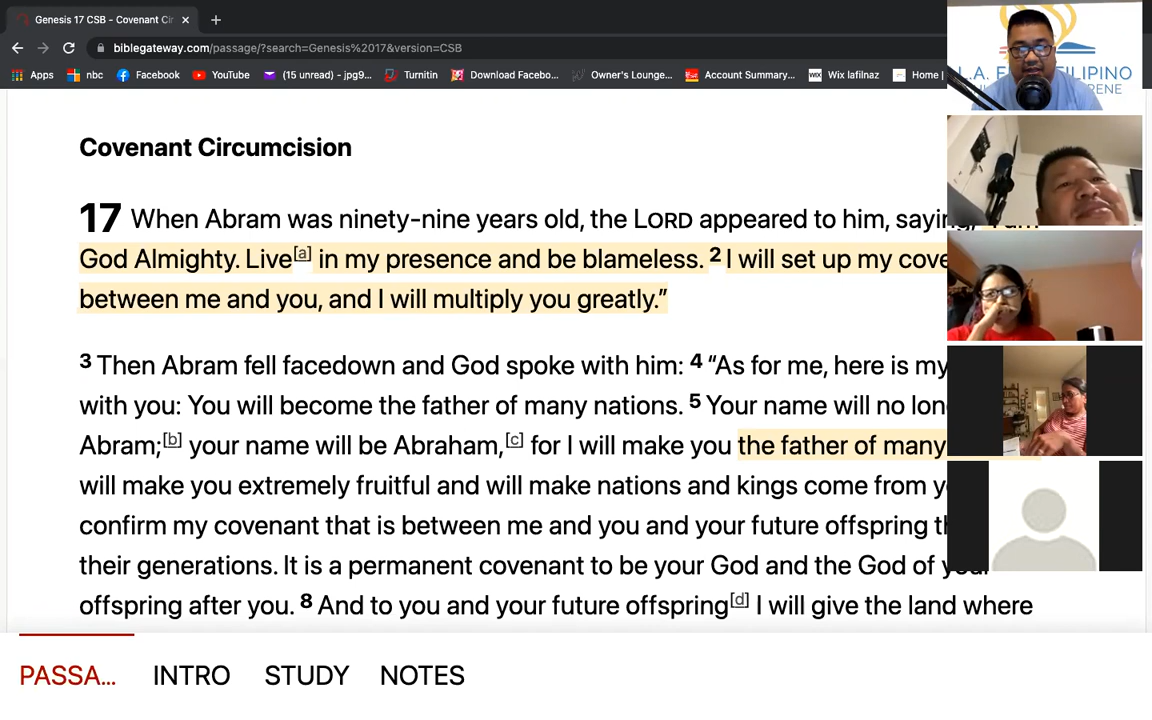 Genesis 17 CSB - Covenant Cir
biblegateway.com/passage/?search=Genesis%2017&version=CSB
Apps nbc Facebook YouTube (15 unread) - jpg9... Turnitin Download Facebo... Owner's Lounge... Account Summary... WIX Wix lafilnaz Home |
L.A. F FILIPINO
RENE
Covenant Circumcision
17 When Abram was ninety-nine years old, the LORD appeared to him, saying, "I am
God Almighty. Live[a] in my presence and be blameless. 2 I will set up my cove
between me and you, and I will multiply you greatly.”
3 Then Abram fell facedown and God spoke with him: 4 “As for me, here is my
with you: You will become the father of many nations. 5 Your name will no lon
Abram;[b] your name will be Abraham,[c] for I will make you the father of many
will make you extremely fruitful and will make nations and kings come from y
confirm my covenant that is between me and you and your future offspring th
their generations. It is a permanent covenant to be your God and the God of your
offspring after you. 8 And to you and your future offspring[d] I will give the land where
PASSA... INTRO STUDY NOTES